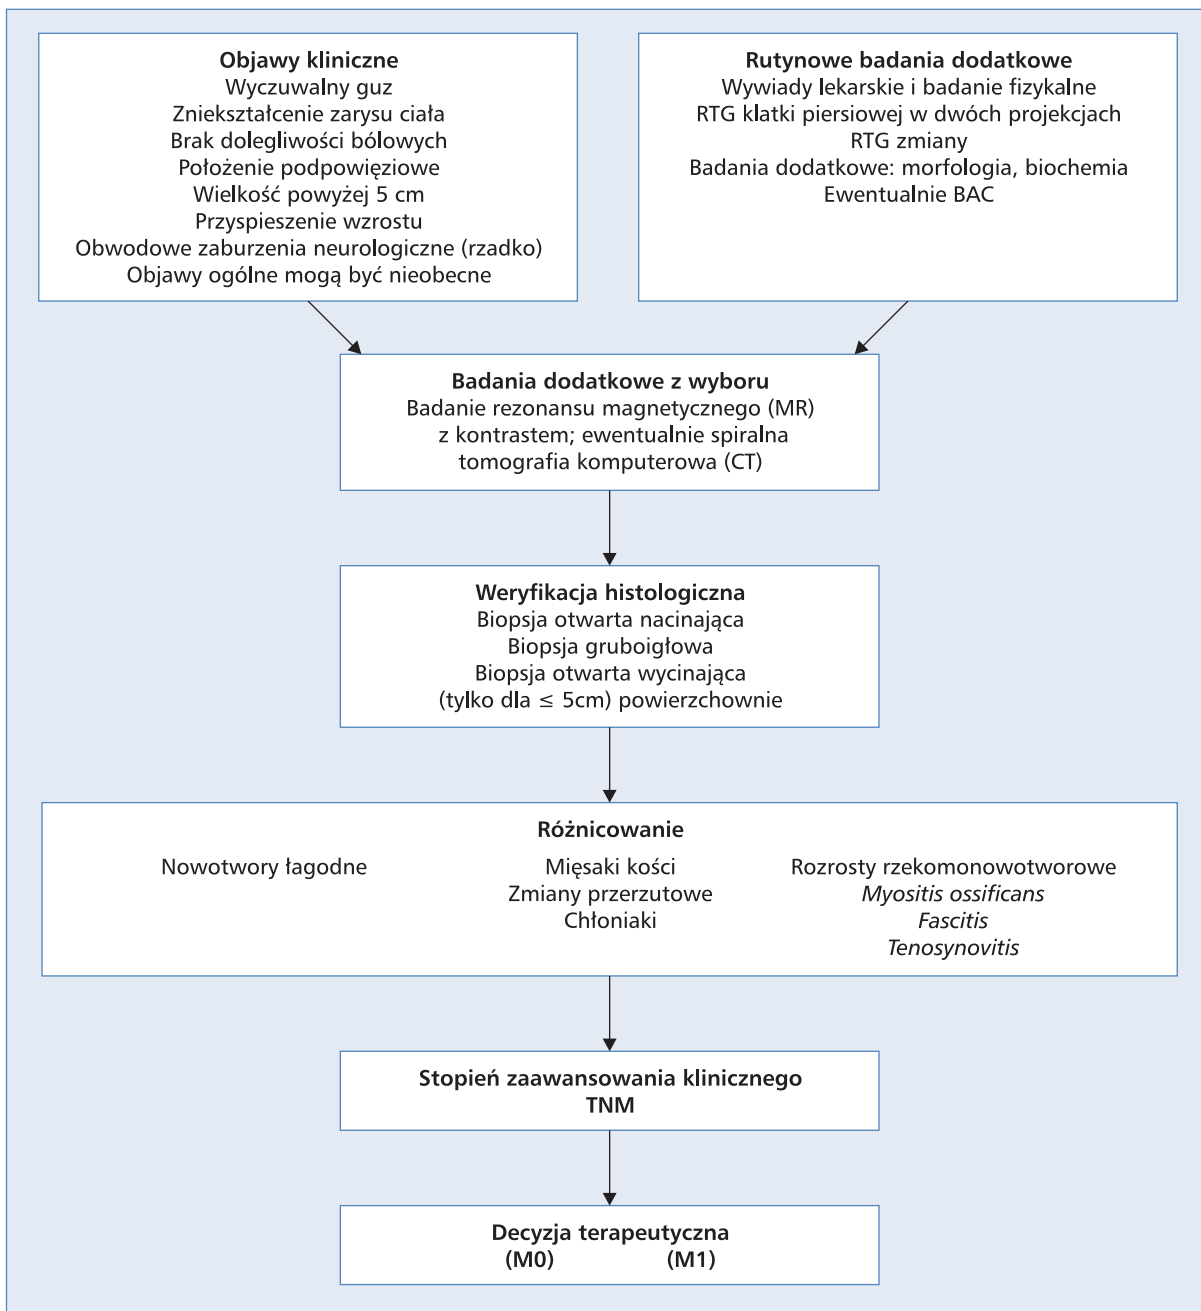 Objawy kliniczne
Wyczuwalny guz
Zniekształcenie zarysu ciała
Brak dolegliwości bólowych
Położenie podpowięziowe
Wielkość powyżej 5 cm
Przyspieszenie wzrostu
Obwodowe zaburzenia neurologiczne (rzadko)
Objawy ogólne mogą być nieobecne
Rutynowe badania dodatkowe
Wywiady lekarskie i badanie fizykalne
RTG klatki piersiowej w dwóch projekcjach
RTG zmiany
Badania dodatkowe: morfologia, biochemia
Ewentualnie BAC
Badania dodatkowe z wyboru
Badanie rezonansu magnetycznego (MR)
z kontrastem; ewentualnie spiralna
tomografia komputerowa (CT)
Weryfikacja histologiczna
Biopsja otwarta nacinająca
Biopsja gruboigłowa
Biopsja otwarta wycinająca
(tylko dla ≤ 5cm) powierzchownie
Różnicowanie
Nowotwory łagodne
Mięsaki kości
Zmiany przerzutowe
Chłoniaki
Rozrosty rzekomonowotworowe
Myositis ossificans
Fascitis
Tenosynovitis
Stopień zaawansowania klinicznego
TNM
Decyzja terapeutyczna
(M0) (M1)